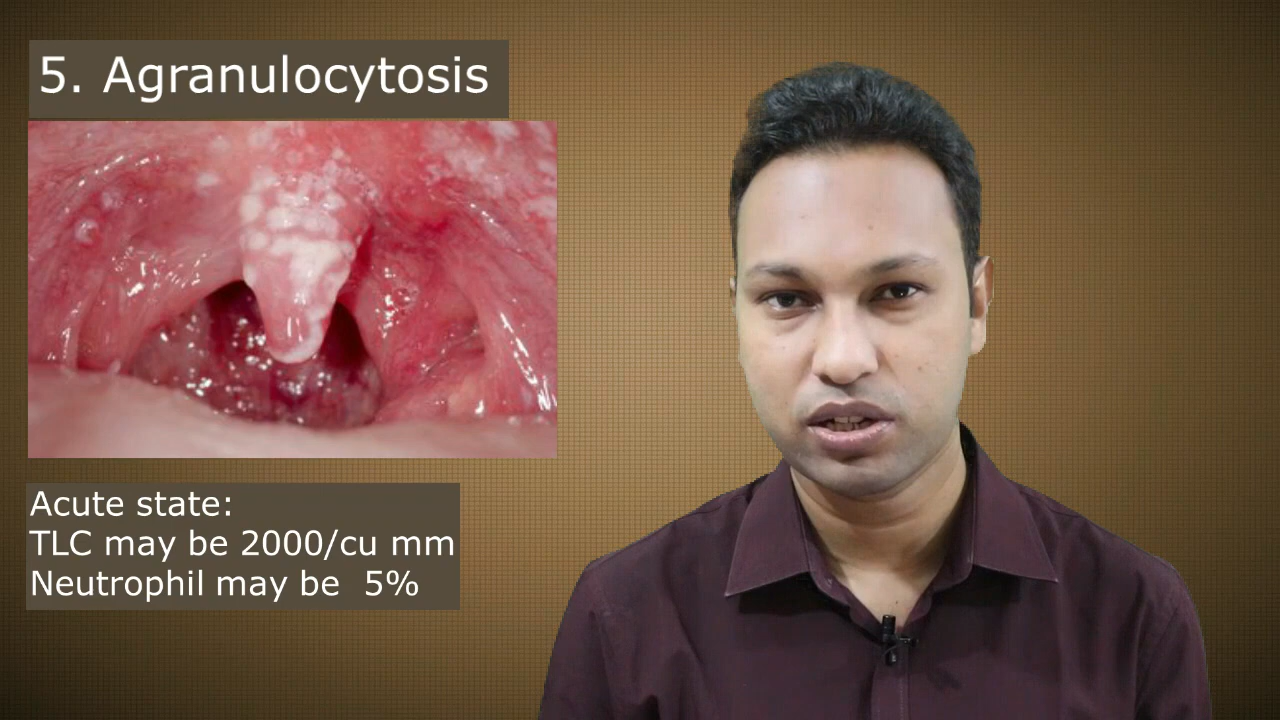 5. Agranulocytosis
Acute state:
TLC may be 2000/cu mm
Neutrophil may be 5%